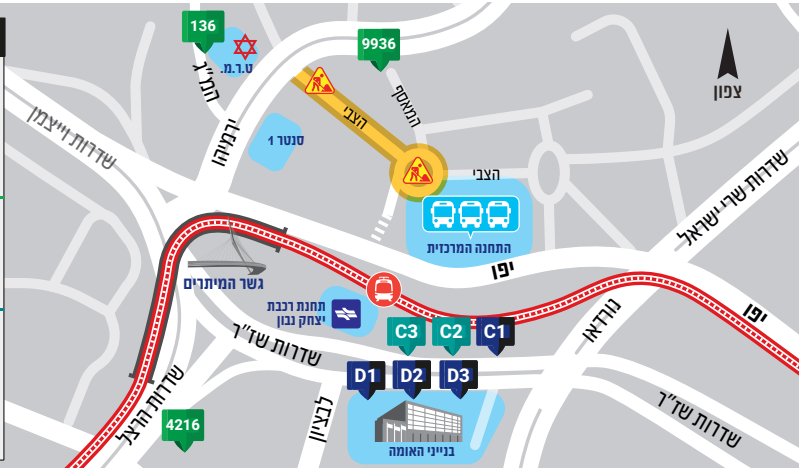 136
ט.ר.מ.
המ"ג
ירמיהו
9936
המאסף
הצבי
צפון
שדרות וייצמן
סנטר 1
הצבי
התחנה המרכזית
שדרות שרי ישראל
יפו
יפו
גשר המיתרים
תחנת רכבת
יצחק נבון
שדרות שז"ר
C3
C2
C1
נורדאו
D1
D2
D3
שדרות הרצל
4216
לבציון
בנייני האומה
שדרות שז"ר